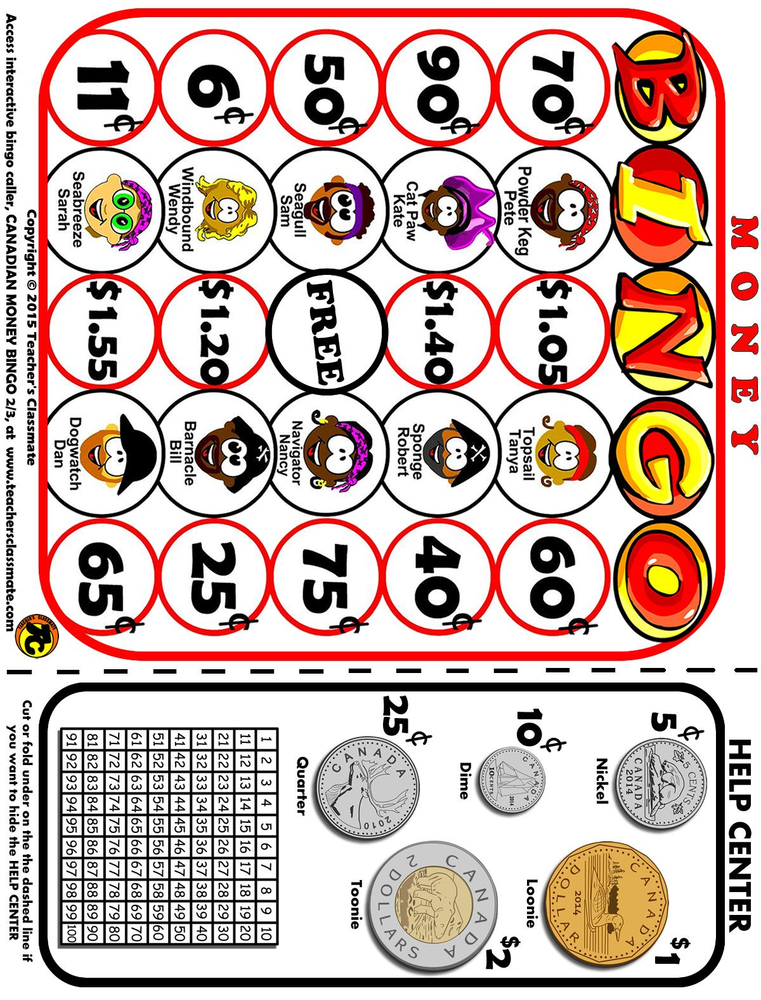 MONEY
BINGO
70¢
Powder Keg
Pete
$1.05
Topsail
Tanya
60¢
90¢
Cat Paw
Kate
$1.40
Sponge
Robert
40¢
50¢
Seagull
Sam
FREE
Navigator
Nancy
75¢
6¢
Windbound
Wendy
$1.20
Barnacle
Bill
25¢
11¢
Seabreeze
Sarah
$1.55
Dogwatch
Dan
65¢
Copyright © 2015 Teacher's Classmate
Access interactive bingo caller, CANADIAN MONEY BINGO 2/3, at www.teachersclassmate.com
TEACHER'S CLASSMATE
TC
HELP CENTER
5¢
5 CENTS
CANADA
2014
Nickel
$1
CANADA
2014
DOLLAR
Loonie
10¢
CANADA
10 CENTS
2014
Dime
$2
CANADA
2 DOLLARS
Toonie
25¢
CANADA
2010
Quarter
1 2 3 4 5 6 7 8 9 10
11 12 13 14 15 16 17 18 19 20
21 22 23 24 25 26 27 28 29 30
31 32 33 34 35 36 37 38 39 40
41 42 43 44 45 46 47 48 49 50
51 52 53 54 55 56 57 58 59 60
61 62 63 64 65 66 67 68 69 70
71 72 73 74 75 76 77 78 79 80
81 82 83 84 85 86 87 88 89 90
91 92 93 94 95 96 97 98 99 100
Cut or fold under on the the dashed line if
you want to hide the HELP CENTER